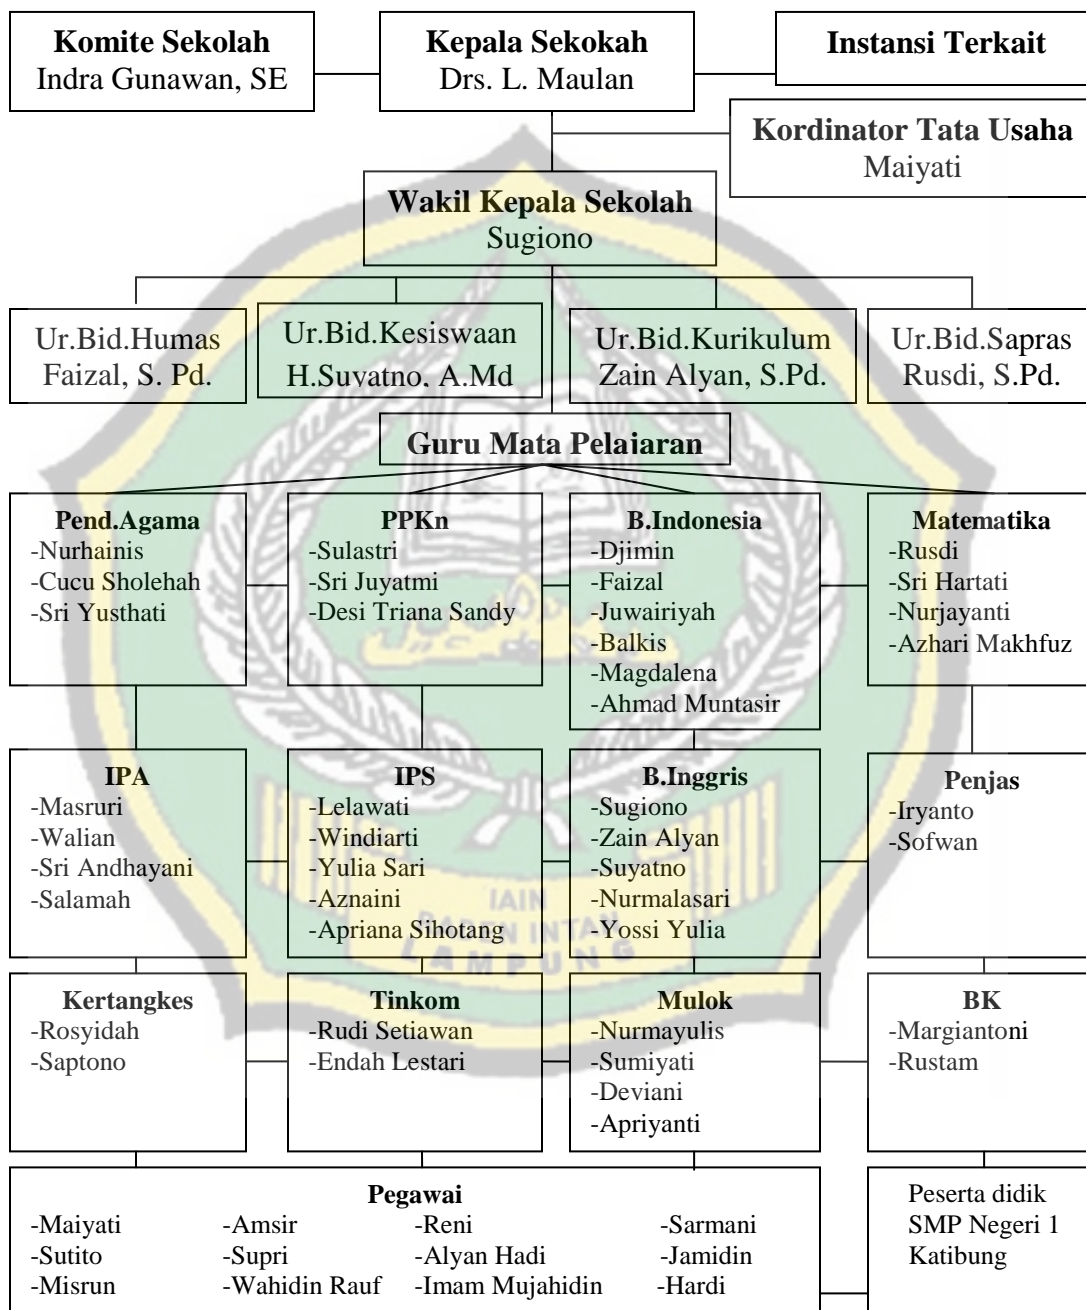 Komite Sekolah
Indra Gunawan, SE
Kepala Sekokah
Drs. L. Maulan
Instansi Terkait
Kordinator Tata Usaha
Maiyati
Wakil Kepala Sekolah
Sugiono
Ur.Bid.Humas
Faizal, S. Pd.
Ur.Bid.Kesiswaan
H.Suyatno, A.Md
Ur.Bid.Kurikulum
Zain Alyan, S.Pd.
Ur.Bid.Sapras
Rusdi, S.Pd.
Guru Mata Pelajaran
Pend.Agama
-Nurhainis
-Cucu Sholehah
-Sri Yusthati
PPKn
-Sulastri
-Sri Juyatmi
-Desi Triana Sandy
B.Indonesia
-Djimin
-Faizal
-Juwairiyah
-Balkis
-Magdalena
-Ahmad Muntasir
Matematika
-Rusdi
-Sri Hartati
-Nurjayanti
-Azhari Makhfuz
IPA
-Masruri
-Walian
-Sri Andhayani
-Salamah
IPS
-Lelawati
-Windiarti
-Yulia Sari
-Aznaini
-Apriana Sihotang
B.Inggris
-Sugiono
-Zain Alyan
-Suyatno
-Nurmalasari
-Yossi Yulia
Penjas
-Iryanto
-Sofwan
IAIN
RADEN INTAN
LAMPUNG
Kertangkes
-Rosyidah
-Saptono
Tinkom
-Rudi Setiawan
-Endah Lestari
Mulok
-Nurmayulis
-Sumiyati
-Deviani
-Apriyanti
BK
-Margiantoni
-Rustam
Pegawai
-Maiyati -Amsir -Reni -Sarmani
-Sutito -Supri -Alyan Hadi -Jamidin
-Misrun -Wahidin Rauf -Imam Mujahidin -Hardi
Peserta didik
SMP Negeri 1
Katibung